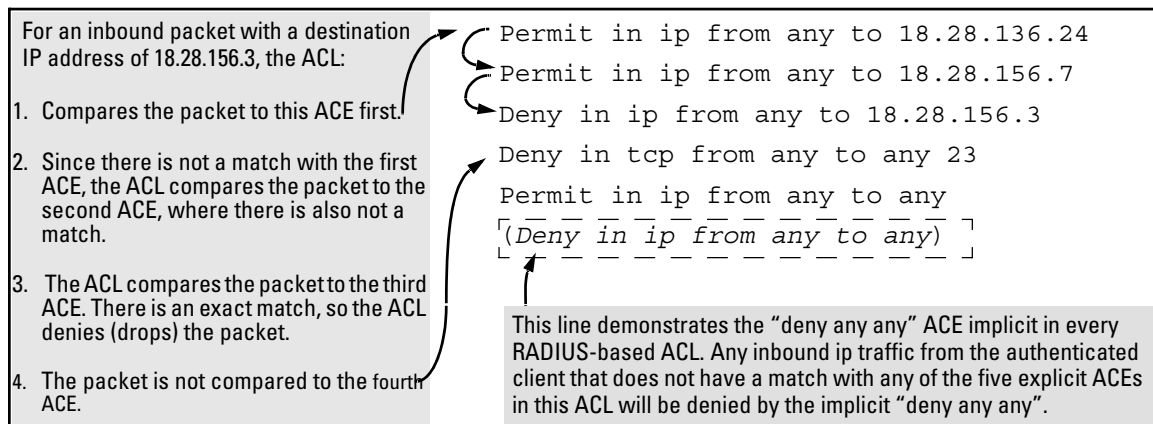 For an inbound packet with a destination
IP address of 18.28.156.3, the ACL:
1. Compares the packet to this ACE first.
2. Since there is not a match with the first
ACE, the ACL compares the packet to the
second ACE, where there is also not a
match.
3. The ACL compares the packet to the third
ACE. There is an exact match, so the ACL
denies (drops) the packet.
4. The packet is not compared to the fourth
ACE.
Permit in ip from any to 18.28.136.24
Permit in ip from any to 18.28.156.7
Deny in ip from any to 18.28.156.3
Deny in tcp from any to any 23
Permit in ip from any to any
(Deny in ip from any to any)
This line demonstrates the “deny any any” ACE implicit in every
RADIUS-based ACL. Any inbound ip traffic from the authenticated
client that does not have a match with any of the five explicit ACEs
in this ACL will be denied by the implicit “deny any any”.